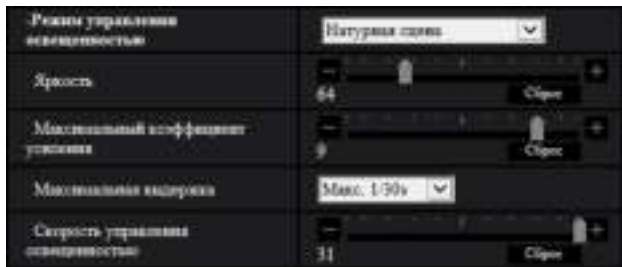 Режим управления
освещенностью
Натурная сцена
Яркость
64
Сброс
Максимальный коэффициент
усиления
9
Сброс
Максимальная выдержка
Макс. 1/30s
Скорость управления
освещенностью
31
Сброс